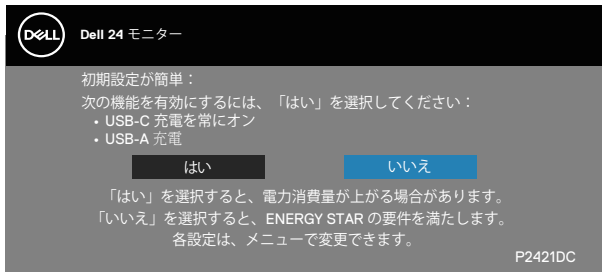 DELL
Dell 24 モニター
初期設定が簡単：
次の機能を有効にするには、「はい」を選択してください：
• USB-C 充電を常にオン
• USB-A 充電
はい
いいえ
「はい」を選択すると、電力消費量が上がる場合があります。
「いいえ」を選択すると、ENERGY STAR の要件を満たします。
各設定は、メニューで変更できます。
P2421DC